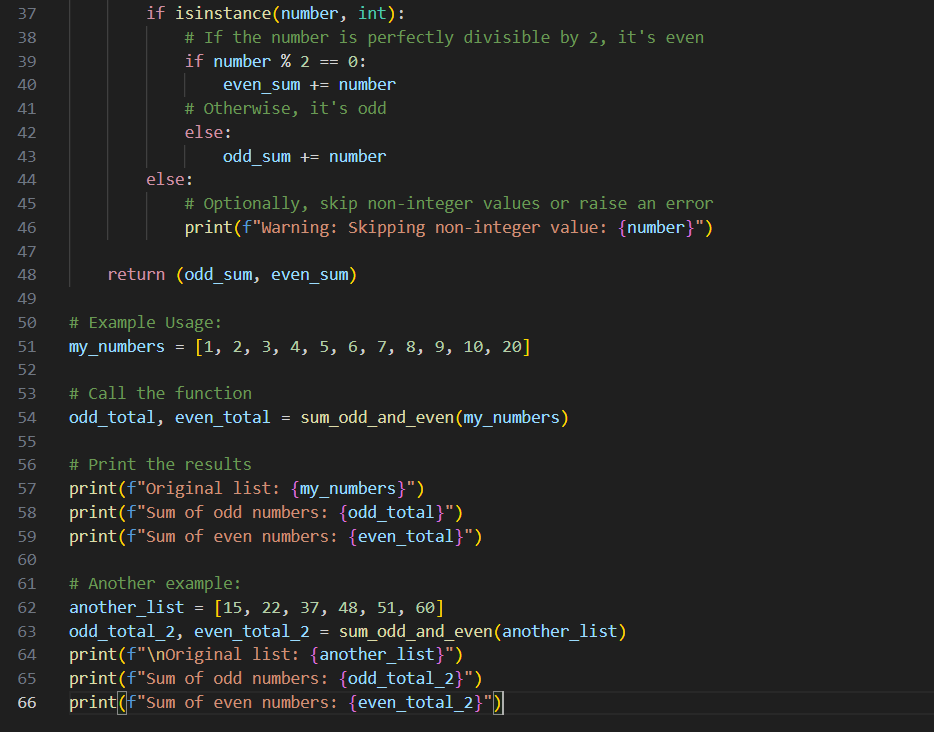 37 if isinstance(number, int):
38 # If the number is perfectly divisible by 2, it's even
39 if number % 2 == 0:
40 even_sum += number
41 # Otherwise, it's odd
42 else:
43 odd_sum += number
44 else:
45 # Optionally, skip non-integer values or raise an error
46 print(f"Warning: Skipping non-integer value: {number}")
47
48 return (odd_sum, even_sum)
49
50 # Example Usage:
51 my_numbers = [1, 2, 3, 4, 5, 6, 7, 8, 9, 10, 20]
52
53 # Call the function
54 odd_total, even_total = sum_odd_and_even(my_numbers)
55
56 # Print the results
57 print(f"Original list: {my_numbers}")
58 print(f"Sum of odd numbers: {odd_total}")
59 print(f"Sum of even numbers: {even_total}")
60
61 # Another example:
62 another_list = [15, 22, 37, 48, 51, 60]
63 odd_total_2, even_total_2 = sum_odd_and_even(another_list)
64 print(f"\nOriginal list: {another_list}")
65 print(f"Sum of odd numbers: {odd_total_2}")
66 print(f"Sum of even numbers: {even_total_2}")